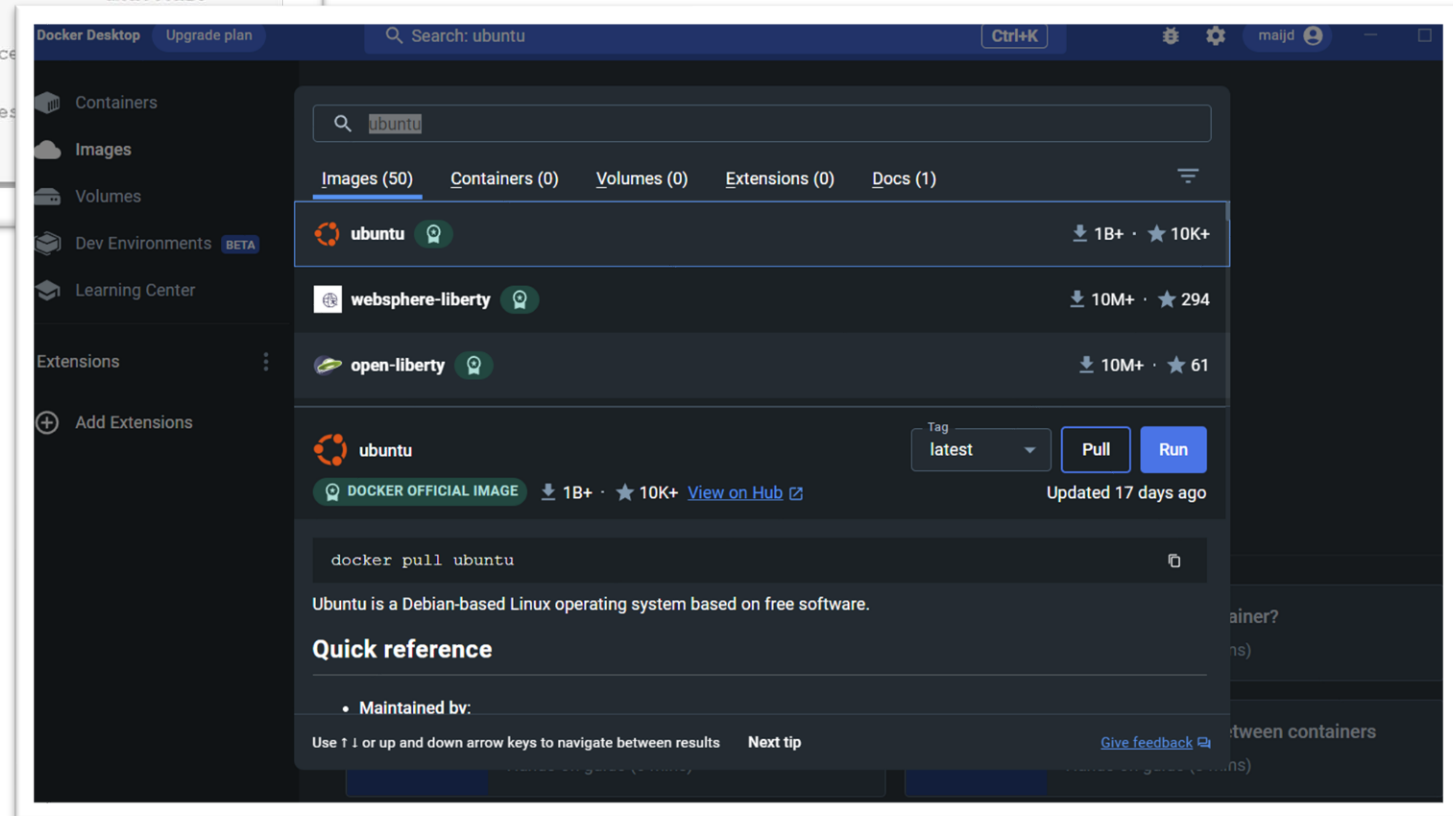 Docker Desktop Upgrade plan Search: ubuntu Ctrl+K maijd
Containers
Images
Volumes
Dev Environments BETA
Learning Center
Extensions
Add Extensions
ubuntu
Images (50) Containers (0) Volumes (0) Extensions (0) Docs (1)
ubuntu 1B+ · 10K+
websphere-liberty 10M+ · 294
open-liberty 10M+ · 61
ubuntu
Tag
latest Pull Run
DOCKER OFFICIAL IMAGE 1B+ · 10K+ View on Hub Updated 17 days ago
docker pull ubuntu
Ubuntu is a Debian-based Linux operating system based on free software.
Quick reference
• Maintained by:
Use ↑ ↓ or up and down arrow keys to navigate between results Next tip Give feedback
ainer?
ns)
tween containers
ns)